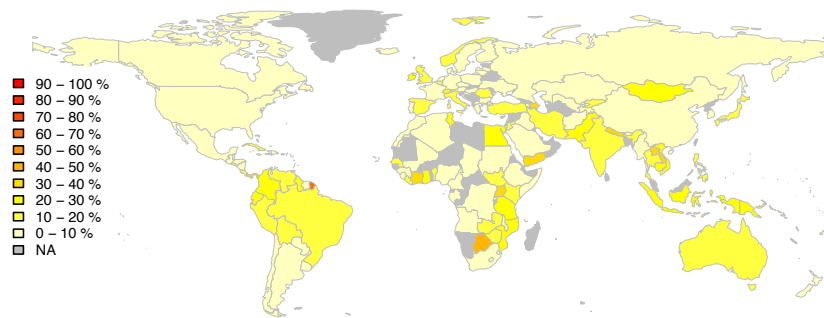 90 – 100 %
80 – 90 %
70 – 80 %
60 – 70 %
50 – 60 %
40 – 50 %
30 – 40 %
20 – 30 %
10 – 20 %
0 – 10 %
NA